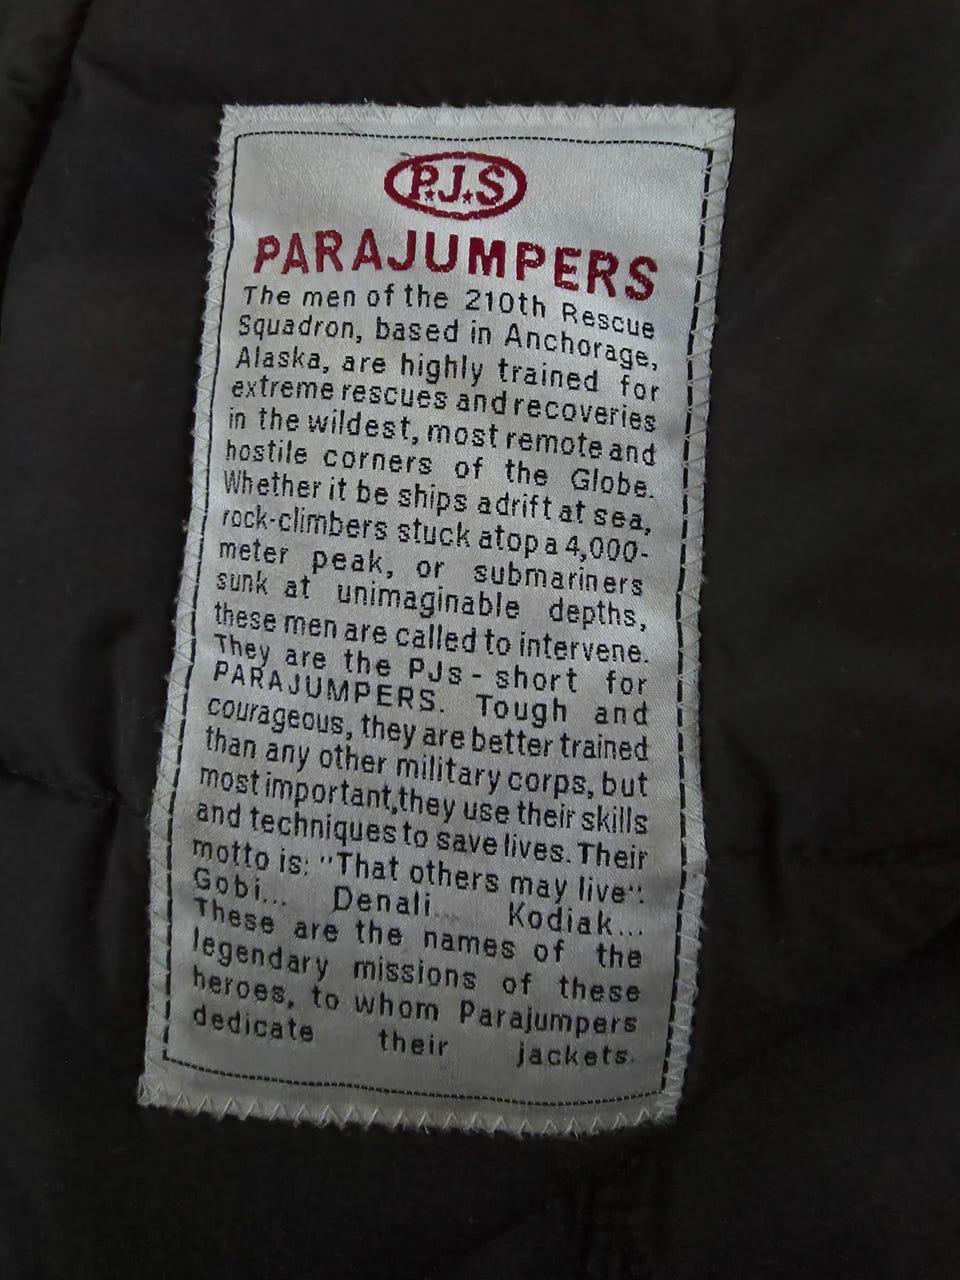 P.J.S
PARAJUMPERS
The men of the 210th Rescue
Squadron, based in Anchorage,
Alaska, are highly trained for
extreme rescues and recoveries
in the wildest, most remote and
hostile corners of the Globe.
Whether it be ships adrift at sea,
rock-climbers stuck atop a 4,000-
meter peak, or submariners
sunk at unimaginable depths,
these men are called to intervene.
They are the PJs - short for
PARAJUMPERS. Tough and
courageous, they are better trained
than any other military corps, but
most important,they use their skills
and techniques to save lives. Their
motto is: "That others may live":
Gobi... Denali... Kodiak...
These are the names of the
legendary missions of these
heroes, to whom Parajumpers
dedicate their jackets.